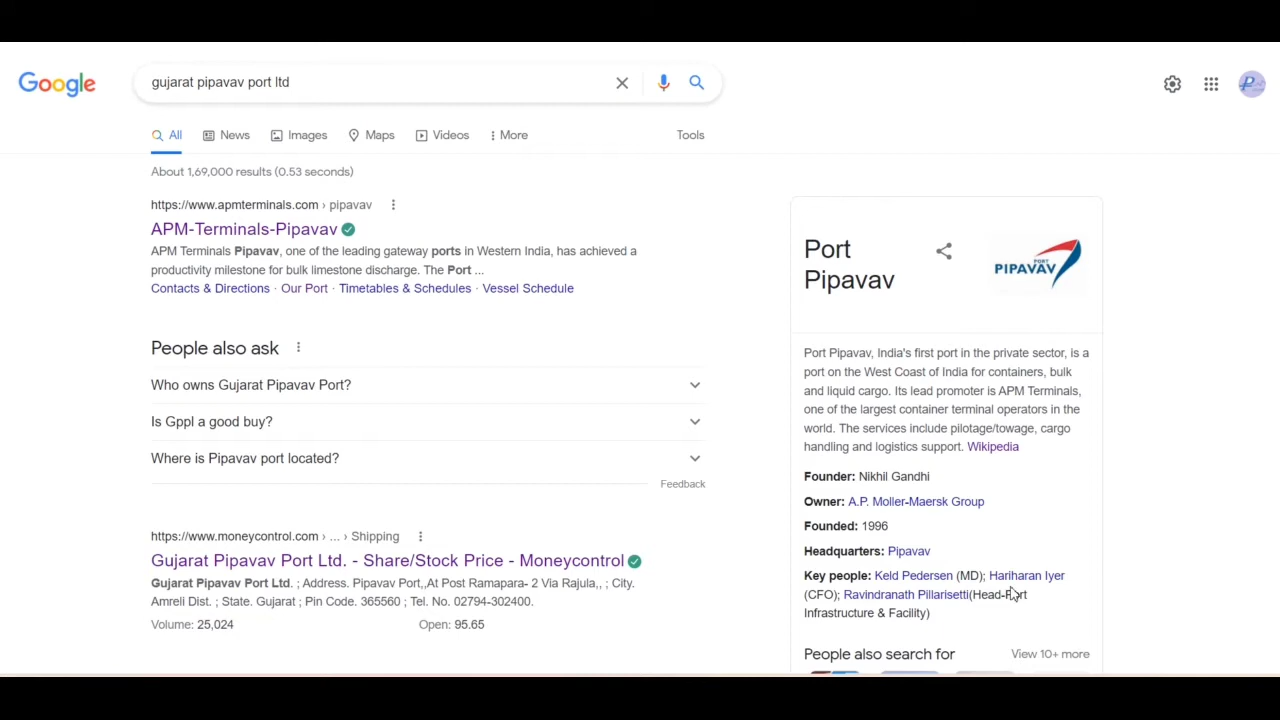 Google
gujarat pipavav port ltd
All
News
Images
Maps
Videos
More
Tools
About 1,69,000 results (0.53 seconds)
https://www.apmterminals.com › pipavav
APM-Terminals-Pipavav
APM Terminals Pipavav, one of the leading gateway ports in Western India, has achieved a
productivity milestone for bulk limestone discharge. The Port ...
Contacts & Directions · Our Port · Timetables & Schedules · Vessel Schedule
People also ask
Who owns Gujarat Pipavav Port?
Is Gppl a good buy?
Where is Pipavav port located?
Feedback
https://www.moneycontrol.com › ... › Shipping
Gujarat Pipavav Port Ltd. - Share/Stock Price - Moneycontrol
Gujarat Pipavav Port Ltd. ; Address. Pipavav Port,,At Post Ramapara- 2 Via Rajula,, ; City.
Amreli Dist. ; State. Gujarat ; Pin Code. 365560 ; Tel. No. 02794-302400.
Volume: 25,024
Open: 95.65
Port
Pipavav
PORT
PIPAVAV
Port Pipavav, India's first port in the private sector, is a
port on the West Coast of India for containers, bulk
and liquid cargo. Its lead promoter is APM Terminals,
one of the largest container terminal operators in the
world. The services include pilotage/towage, cargo
handling and logistics support. Wikipedia
Founder: Nikhil Gandhi
Owner: A.P. Moller-Maersk Group
Founded: 1996
Headquarters: Pipavav
Key people: Keld Pedersen (MD); Hariharan Iyer
(CFO); Ravindranath Pillarisetti(Head-Port
Infrastructure & Facility)
People also search for
View 10+ more